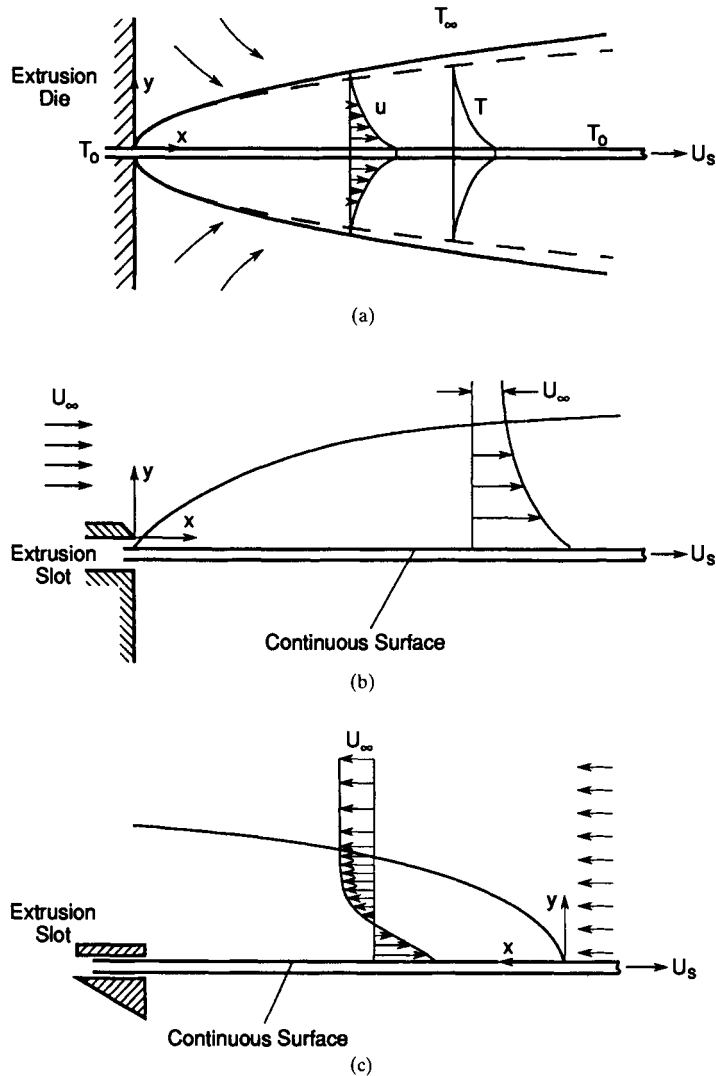 T∞
Extrusion
Die
y
u
T
x
T₀
T₀
Uₛ
(a)
U∞
U∞
y
x
Extrusion
Slot
Uₛ
Continuous Surface
(b)
U∞
Extrusion
Slot
y
x
Uₛ
Continuous Surface
(c)